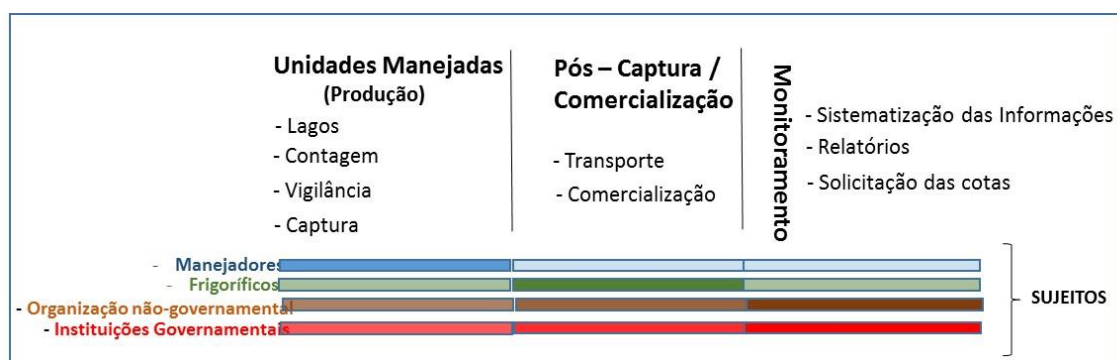 Unidades Manejadas
(Produção)
- Lagos
- Contagem
- Vigilância
- Captura
Pós – Captura /
Comercialização
- Transporte
- Comercialização
Monitoramento
- Sistematização das Informações
- Relatórios
- Solicitação das cotas
- Manejadores
- Frigoríficos
- Organização não-governamental
- Instituições Governamentais
SUJEITOS